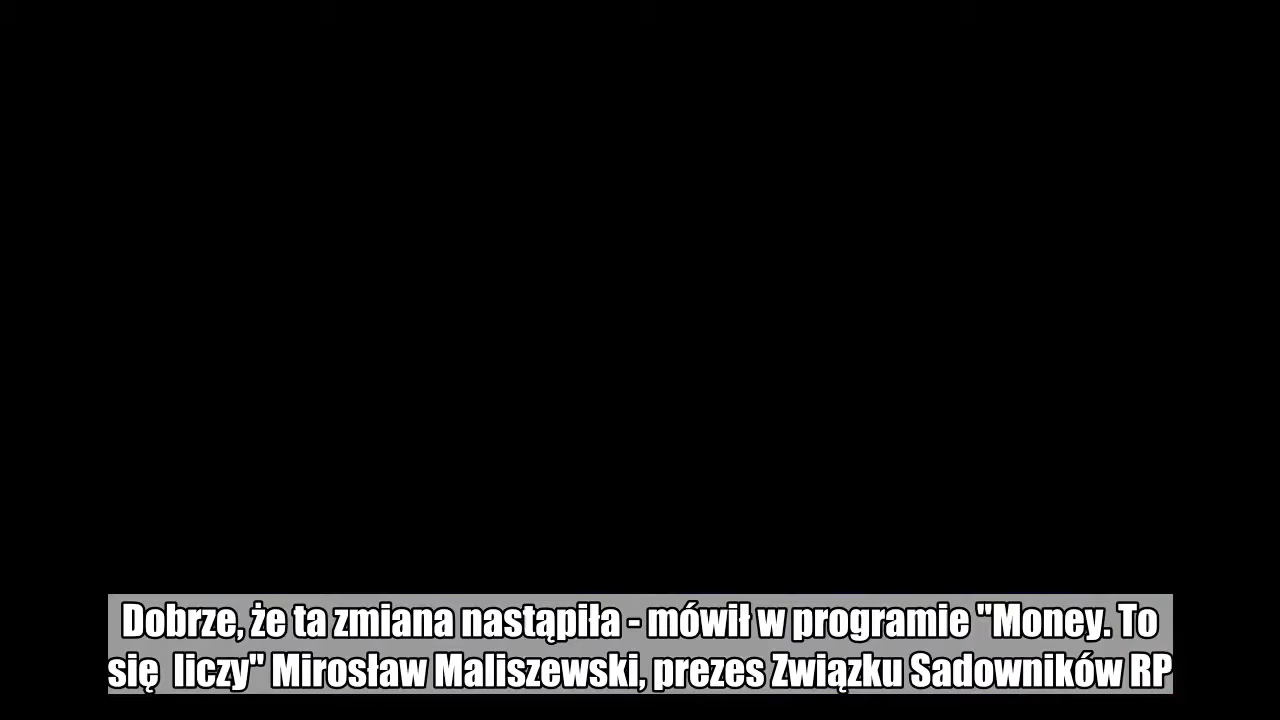 Dobrze, że ta zmiana nastąpiła - mówił w programie "Money. To
się  liczy" Mirosław Maliszewski, prezes Związku Sadowników RP